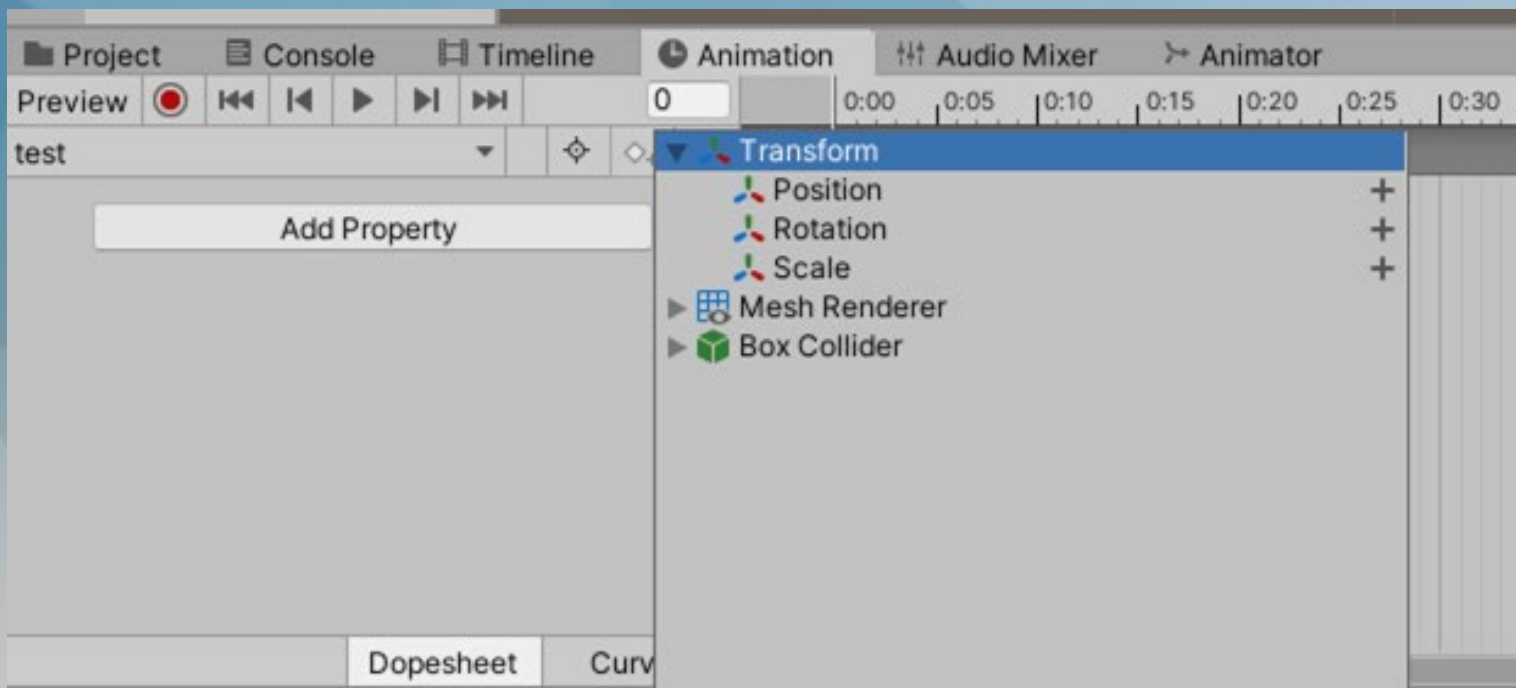 Project Console Timeline Animation Audio Mixer Animator
Preview 0 0:00 0:05 0:10 0:15 0:20 0:25 0:30
test Transform
Position +
Add Property Rotation +
Scale +
Mesh Renderer
Box Collider
Dopesheet Curv